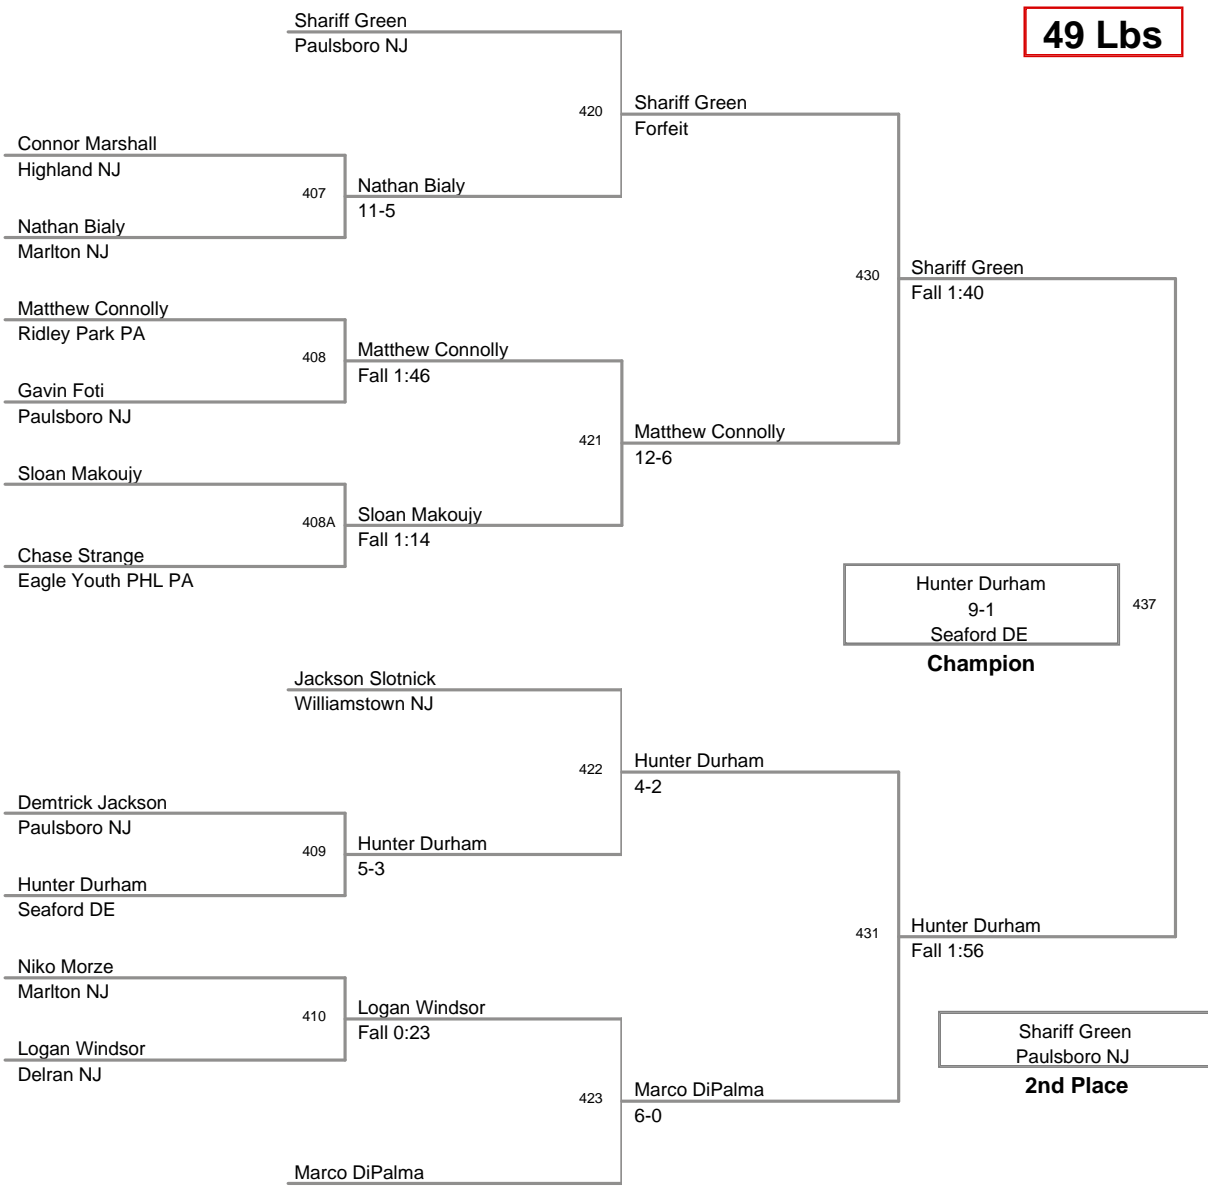 Shariff Green
Paulsboro NJ
49 Lbs
420
Shariff Green
Forfeit
Connor Marshall
Highland NJ
407
Nathan Bialy
11-5
Nathan Bialy
Marlton NJ
430
Shariff Green
Fall 1:40
Matthew Connolly
Ridley Park PA
408
Matthew Connolly
Fall 1:46
Gavin Foti
Paulsboro NJ
421
Matthew Connolly
12-6
Sloan Makoujy
408A
Sloan Makoujy
Fall 1:14
Chase Strange
Eagle Youth PHL PA
Hunter Durham
9-1
Seaford DE
437
Champion
Jackson Slotnick
Williamstown NJ
422
Hunter Durham
4-2
Demtrick Jackson
Paulsboro NJ
409
Hunter Durham
5-3
Hunter Durham
Seaford DE
431
Hunter Durham
Fall 1:56
Niko Morze
Marlton NJ
410
Logan Windsor
Fall 0:23
Logan Windsor
Delran NJ
Shariff Green
Paulsboro NJ
2nd Place
423
Marco DiPalma
6-0
Marco DiPalma